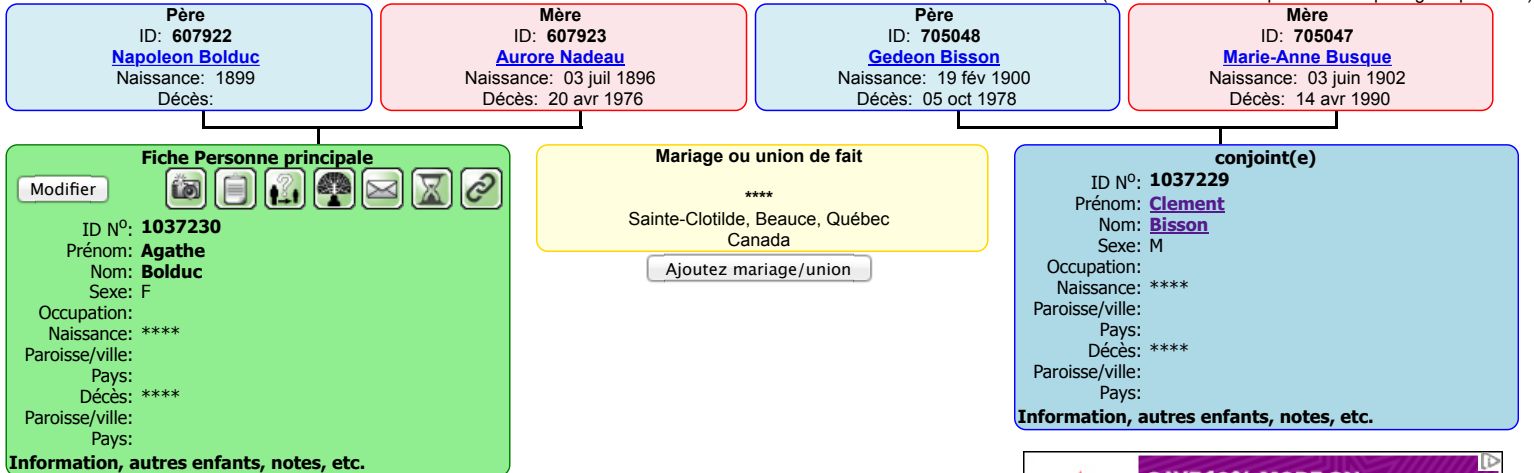 Père
ID: 607922
Napoleon Bolduc
Naissance: 1899
Décès:
Mère
ID: 607923
Aurore Nadeau
Naissance: 03 juil 1896
Décès: 20 avr 1976
Père
ID: 705048
Gedeon Bisson
Naissance: 19 fév 1900
Décès: 05 oct 1978
Mère
ID: 705047
Marie-Anne Busque
Naissance: 03 juin 1902
Décès: 14 avr 1990
Fiche Personne principale
Modifier
ID Nº: 1037230
Prénom: Agathe
Nom: Bolduc
Sexe: F
Occupation:
Naissance: ****
Paroisse/ville:
Pays:
Décès: ****
Paroisse/ville:
Pays:
Information, autres enfants, notes, etc.
Mariage ou union de fait
****
Sainte-Clotilde, Beauce, Québec
Canada
Ajoutez mariage/union
conjoint(e)
ID Nº: 1037229
Prénom: Clement
Nom: Bisson
Sexe: M
Occupation:
Naissance: ****
Paroisse/ville:
Pays:
Décès: ****
Paroisse/ville:
Pays:
Information, autres enfants, notes, etc.